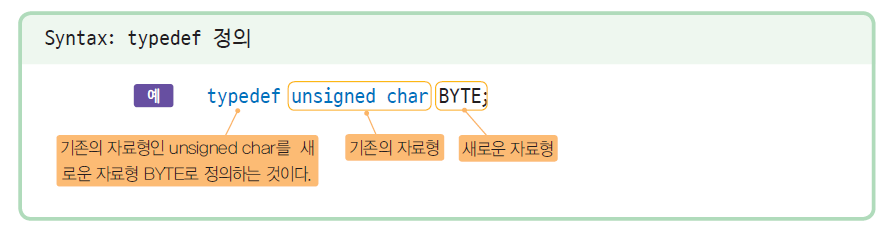 Syntax: typedef 정의
예 typedef unsigned char BYTE;
기존의 자료형인 unsigned char를 새
로운 자료형 BYTE로 정의하는 것이다.
기존의 자료형
새로운 자료형